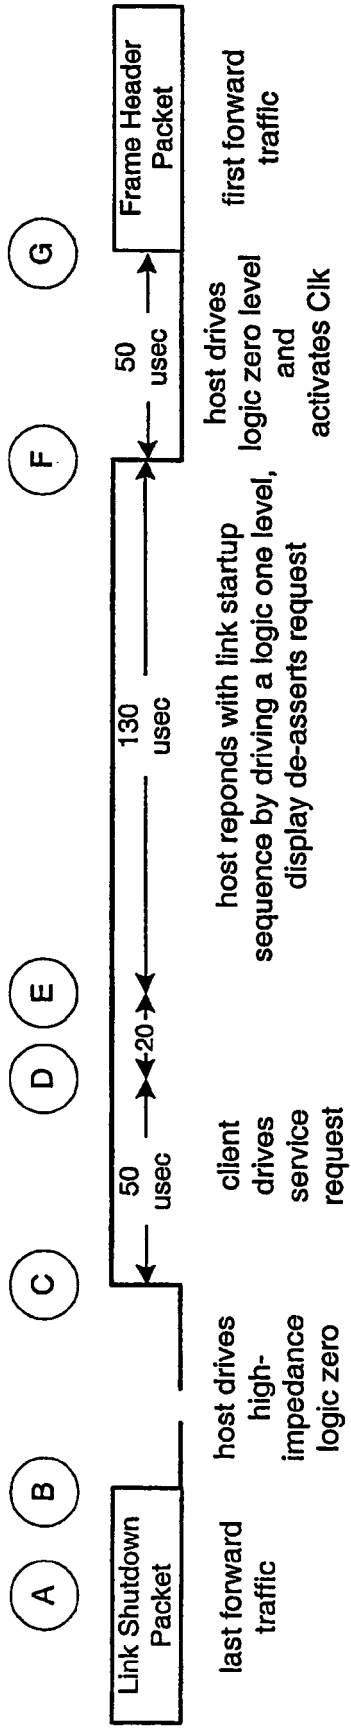 A
B
C
D
E
F
G
Link Shutdown
Packet
50
usec
20
130
usec
50
usec
Frame Header
Packet
last forward
traffic
host drives
high-
impedance
logic zero
client
drives
service
request
host reponds with link startup
sequence by driving a logic one level,
display de-asserts request
host drives
logic zero level
and
activates Clk
first forward
traffic